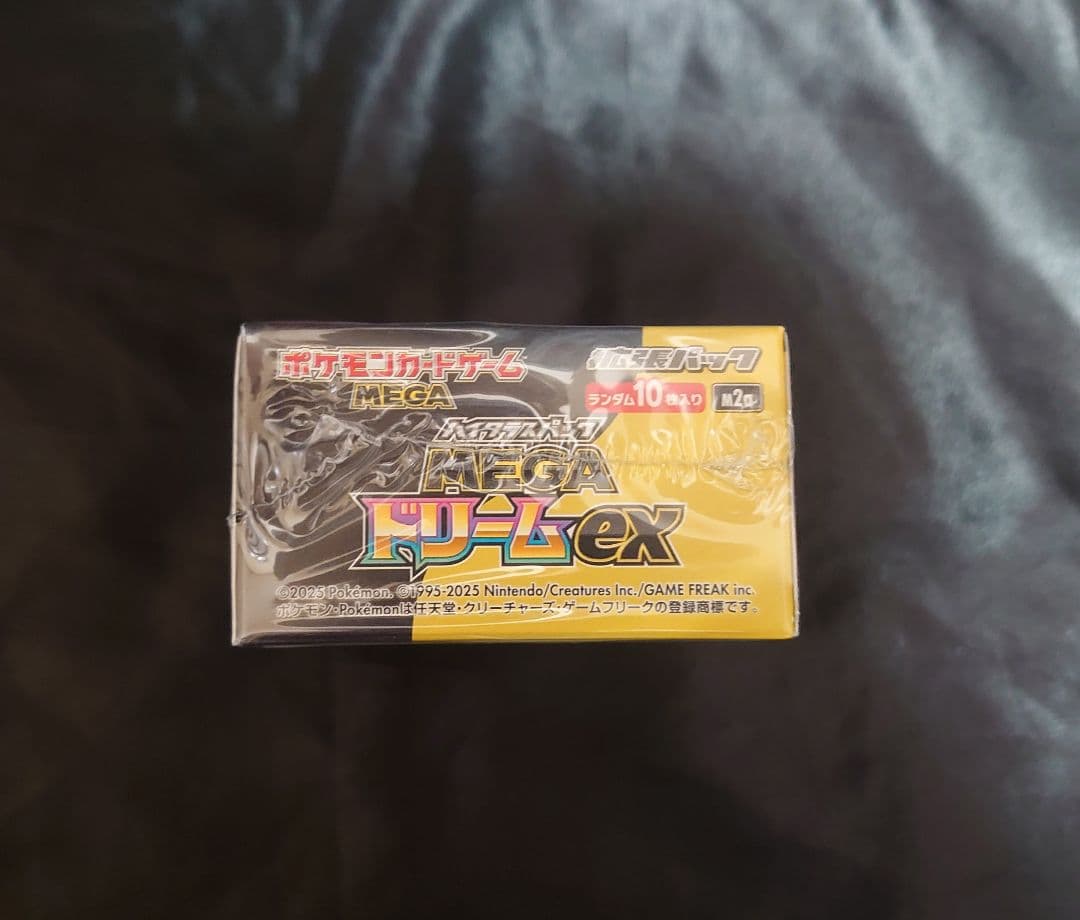 ポケモンカードゲーム
MEGA
拡張パック
ランダム10枚入り M2a
ハイクラスパック
MEGA
ドリームex
©2025 Pokémon. ©1995-2025 Nintendo/Creatures Inc./GAME FREAK inc.
ポケモン・Pokémonは任天堂・クリーチャーズ・ゲームフリークの登録商標です。